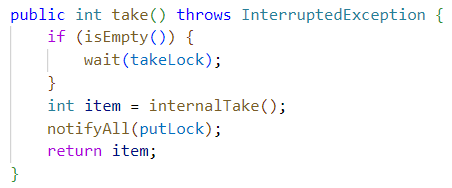 public int take() throws InterruptedException {
    if (isEmpty()) {
        wait(takeLock);
    }
    int item = internalTake();
    notifyAll(putLock);
    return item;
}